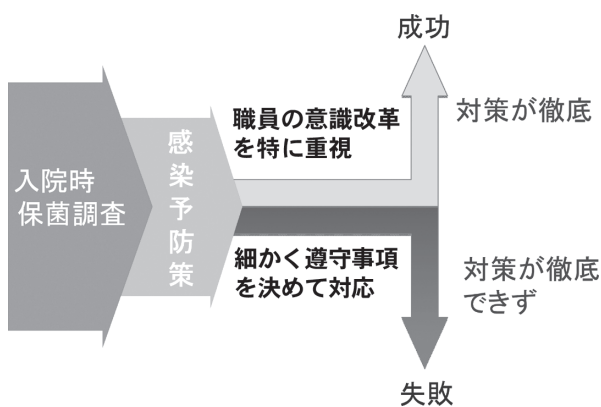 入院時
保菌調査
感染予防策
職員の意識改革
を特に重視
成功
対策が徹底
細かく遵守事項
を決めて対応
対策が徹底
できず
失敗